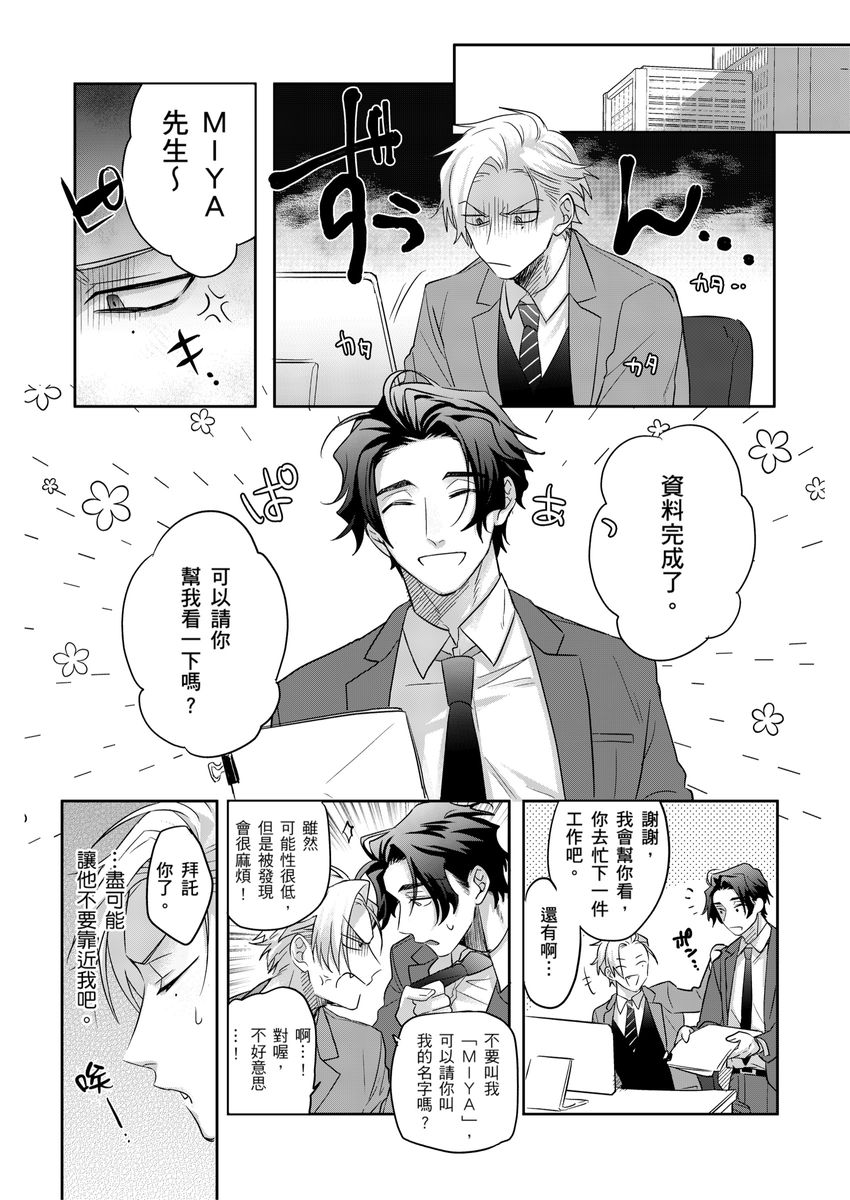 ずぅん…
カタ‥
カタ
カタ
MIYA
先生～
ぱぁ
資料完成了。
可以請你
幫我看一下嗎？
謝謝，
我會幫你看，
你去忙下一件
工作吧。
還有啊…
ポン
不要叫我
「MIYA」，
可以請你叫
我的名字嗎？
雖然
可能性很低，
但是被發現
會很麻煩！
啊…！
對喔，
不好意思
…！
拜託
你了。
…盡可能
讓他不要靠近我吧。
唉—